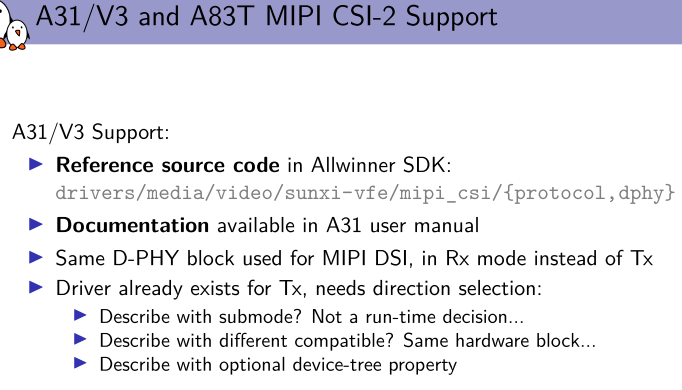 A31/V3 and A83T MIPI CSI-2 Support
A31/V3 Support:
Reference source code in Allwinner SDK:
drivers/media/video/sunxi-vfe/mipi_csi/{protocol,dphy}
Documentation available in A31 user manual
Same D-PHY block used for MIPI DSI, in Rx mode instead of Tx
Driver already exists for Tx, needs direction selection:
Describe with submode? Not a run-time decision...
Describe with different compatible? Same hardware block...
Describe with optional device-tree property